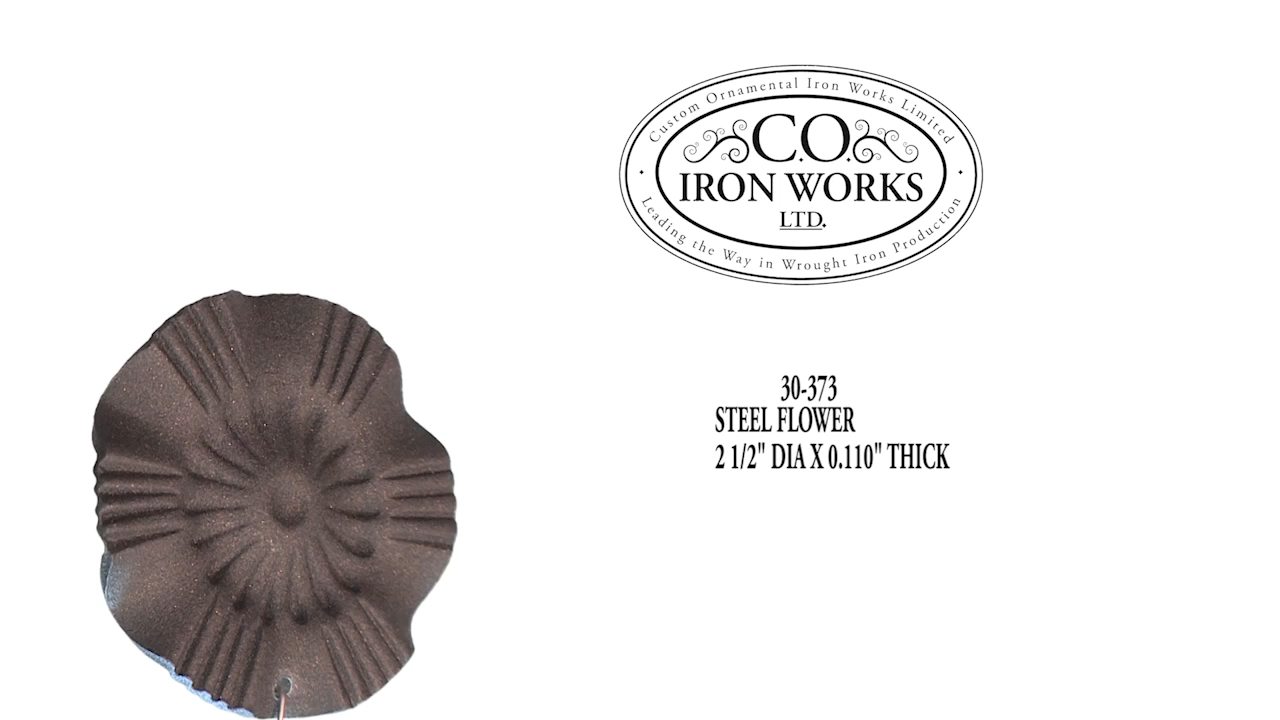 Custom Ornamental Iron Works Limited
C.O.
IRON WORKS
LTD.
Leading the Way in Wrought Iron Production
30-373
STEEL FLOWER
2 1/2" DIA X 0.110" THICK